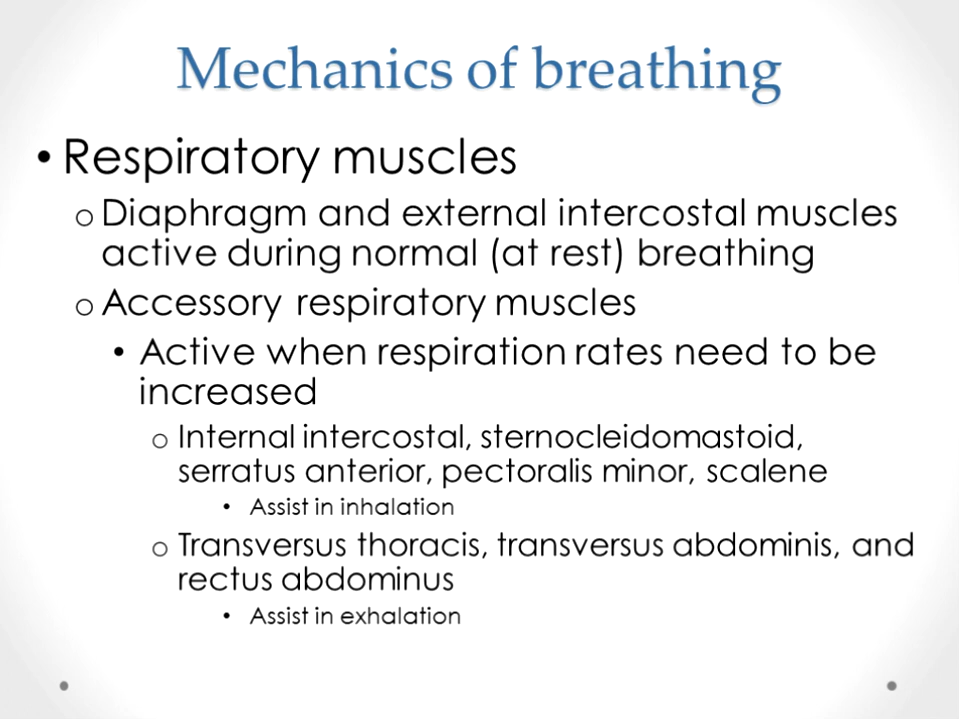 Mechanics of breathing
• Respiratory muscles
o Diaphragm and external intercostal muscles
active during normal (at rest) breathing
o Accessory respiratory muscles
• Active when respiration rates need to be
increased
o Internal intercostal, sternocleidomastoid,
serratus anterior, pectoralis minor, scalene
• Assist in inhalation
o Transversus thoracis, transversus abdominis, and
rectus abdominus
• Assist in exhalation